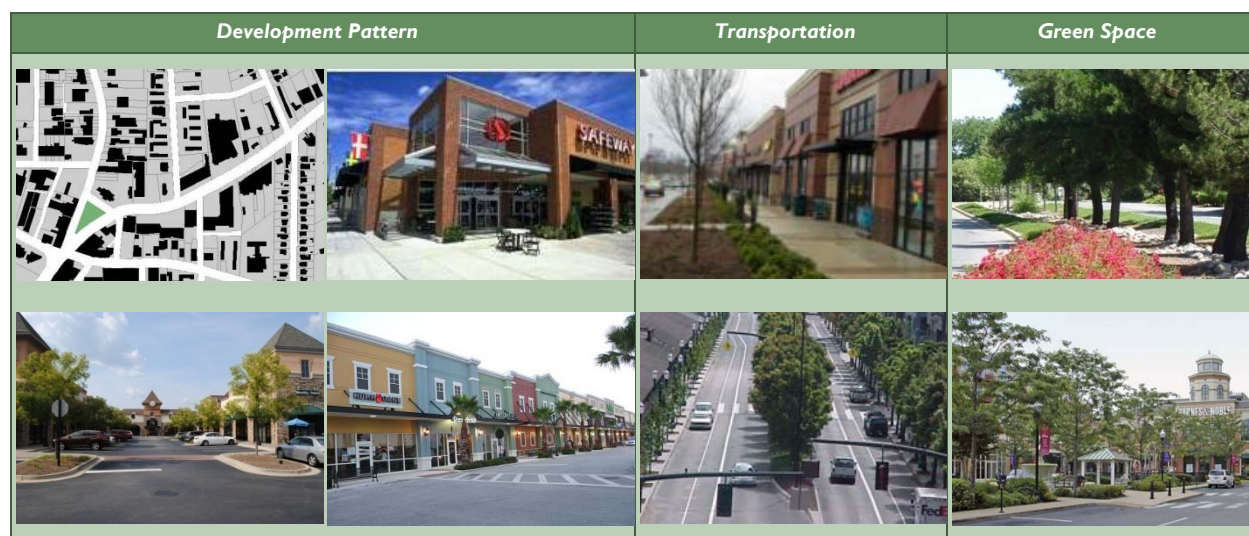 Development Pattern
Transportation
Green Space
SAFEWAY
BARNES & NOBLE
FedEx